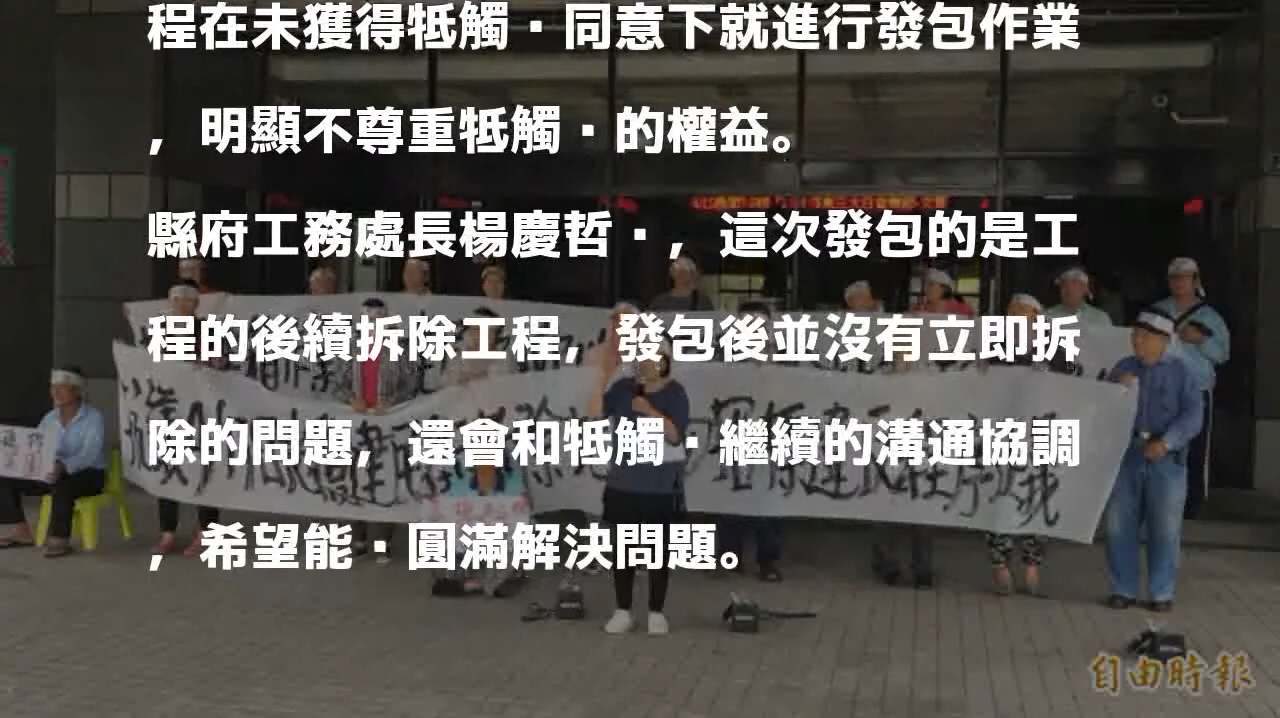 程在未獲得牴觸·同意下就進行發包作業
，明顯不尊重牴觸·的權益。
縣府工務處長楊慶哲·，這次發包的是工
程的後續拆除工程，發包後並沒有立即拆
除的問題，還會和牴觸·繼續的溝通協調
，希望能·圓滿解決問題。
自由時報